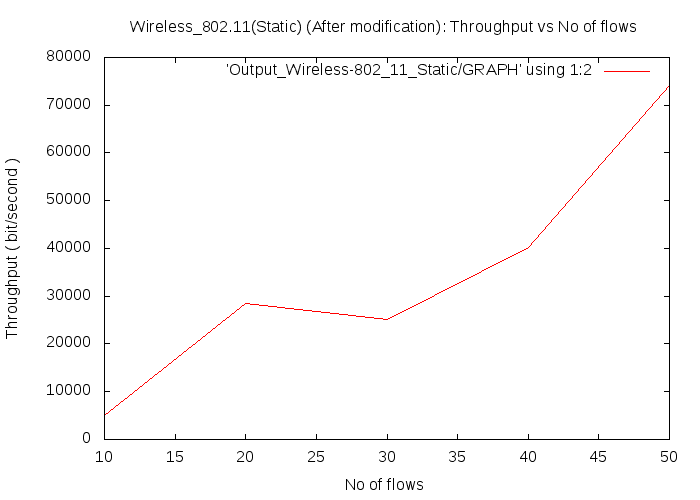 Wireless_802.11(Static) (After modification): Throughput vs No of flows
'Output_Wireless-802_11_Static/GRAPH' using 1:2
80000
70000
60000
50000
40000
30000
20000
10000
0
Throughput ( bit/second )
10 15 20 25 30 35 40 45 50
No of flows